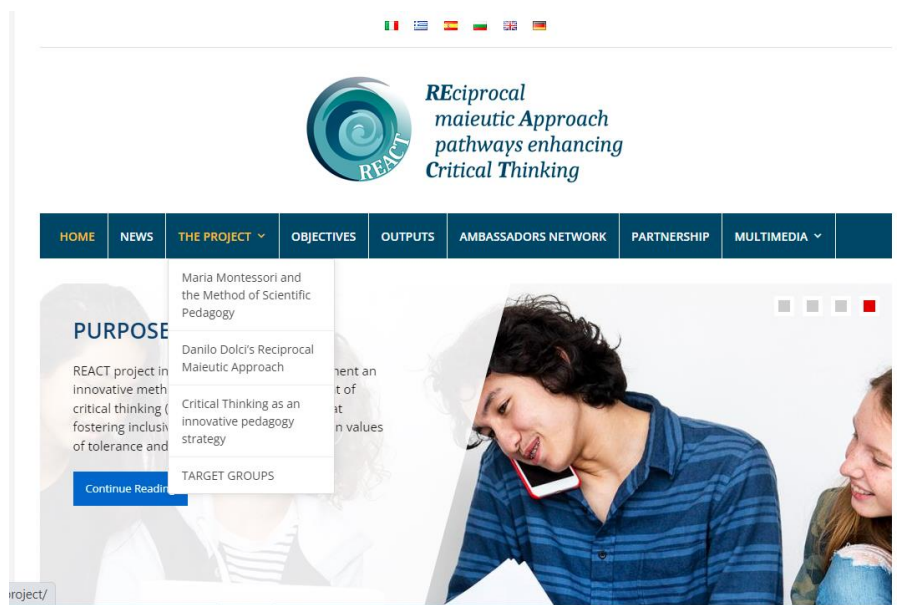 REciprocal
maieutic Approach
pathways enhancing
Critical Thinking
REACT
HOME NEWS THE PROJECT OBJECTIVES OUTPUTS AMBASSADORS NETWORK PARTNERSHIP MULTIMEDIA
Maria Montessori and
the Method of Scientific
Pedagogy
Danilo Dolci's Reciprocal
Maieutic Approach
Critical Thinking as an
innovative pedagogy
strategy
TARGET GROUPS
PURPOSE
REACT project in ment an
innovative meth t of
critical thinking ( at
fostering inclusiv n values
of tolerance and
Continue Readin
roject/